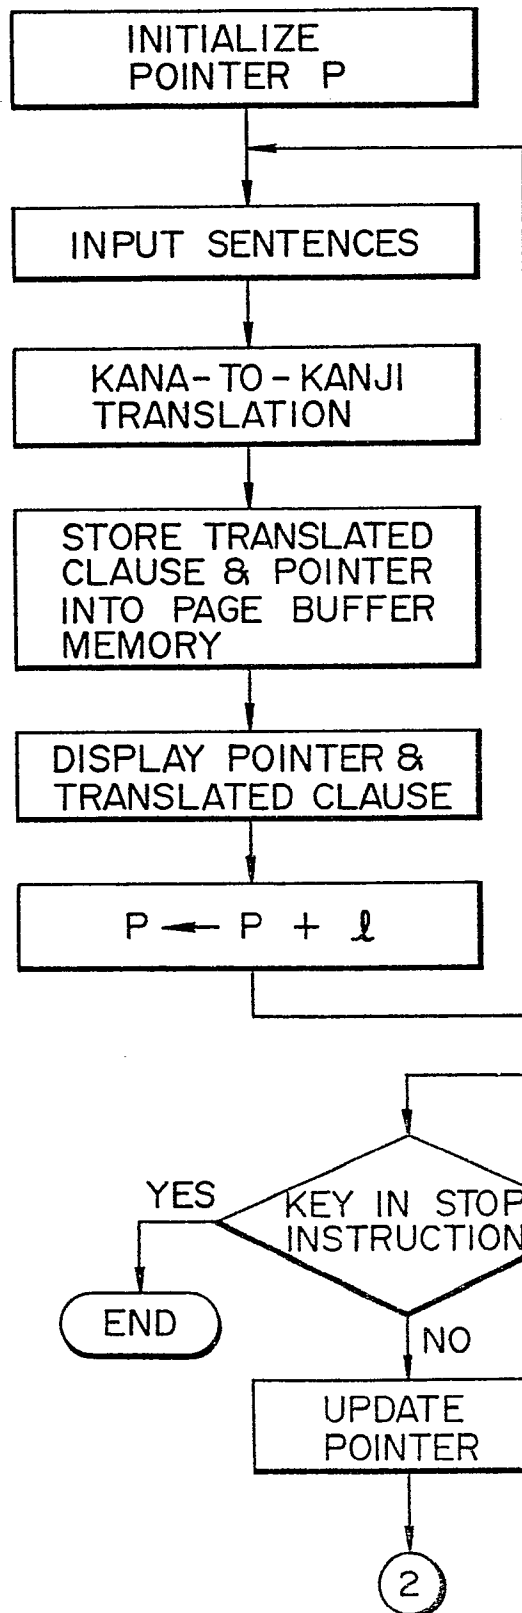 INITIALIZE
POINTER P
INPUT SENTENCES
KANA-TO-KANJI
TRANSLATION
STORE TRANSLATED
CLAUSE & POINTER
INTO PAGE BUFFER
MEMORY
DISPLAY POINTER &
TRANSLATED CLAUSE
P ← P + ℓ
YES
KEY IN STOP
INSTRUCTION
END
NO
UPDATE
POINTER
2